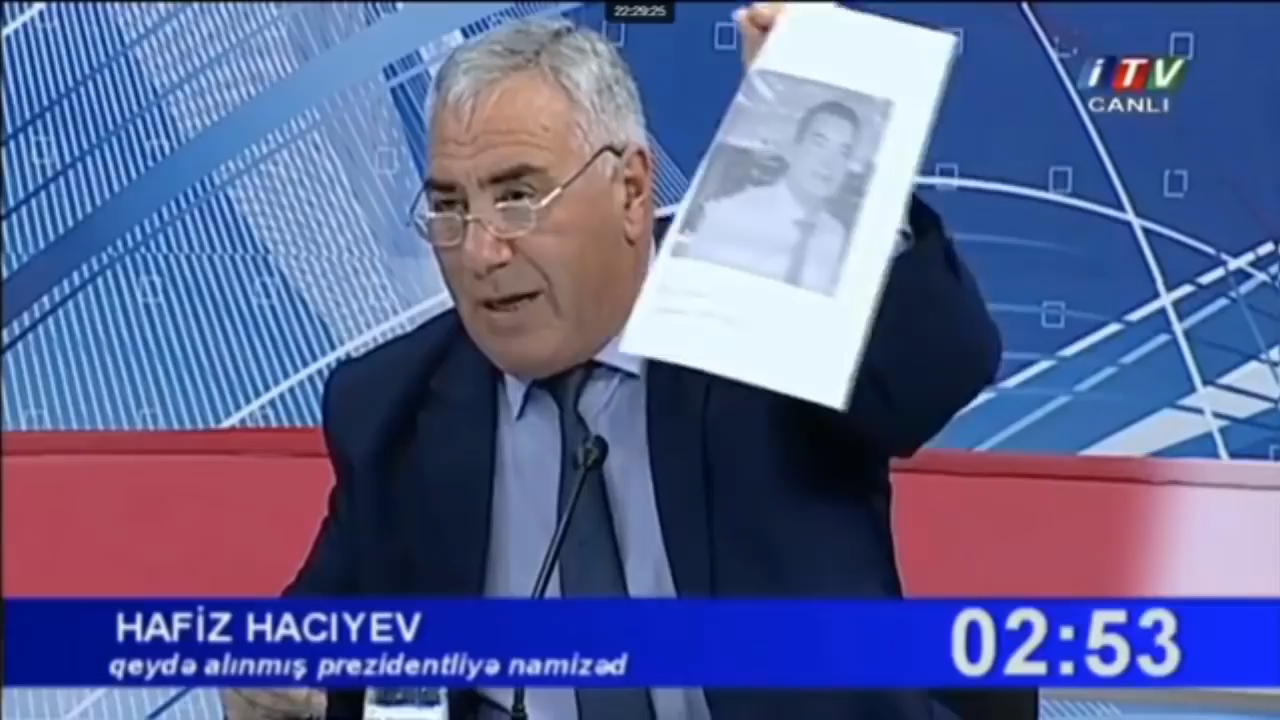 22:29:25
iTV
CANLI
HAFİZ HACIYEV
qeydə alınmış prezidentliyə namizəd
02:53